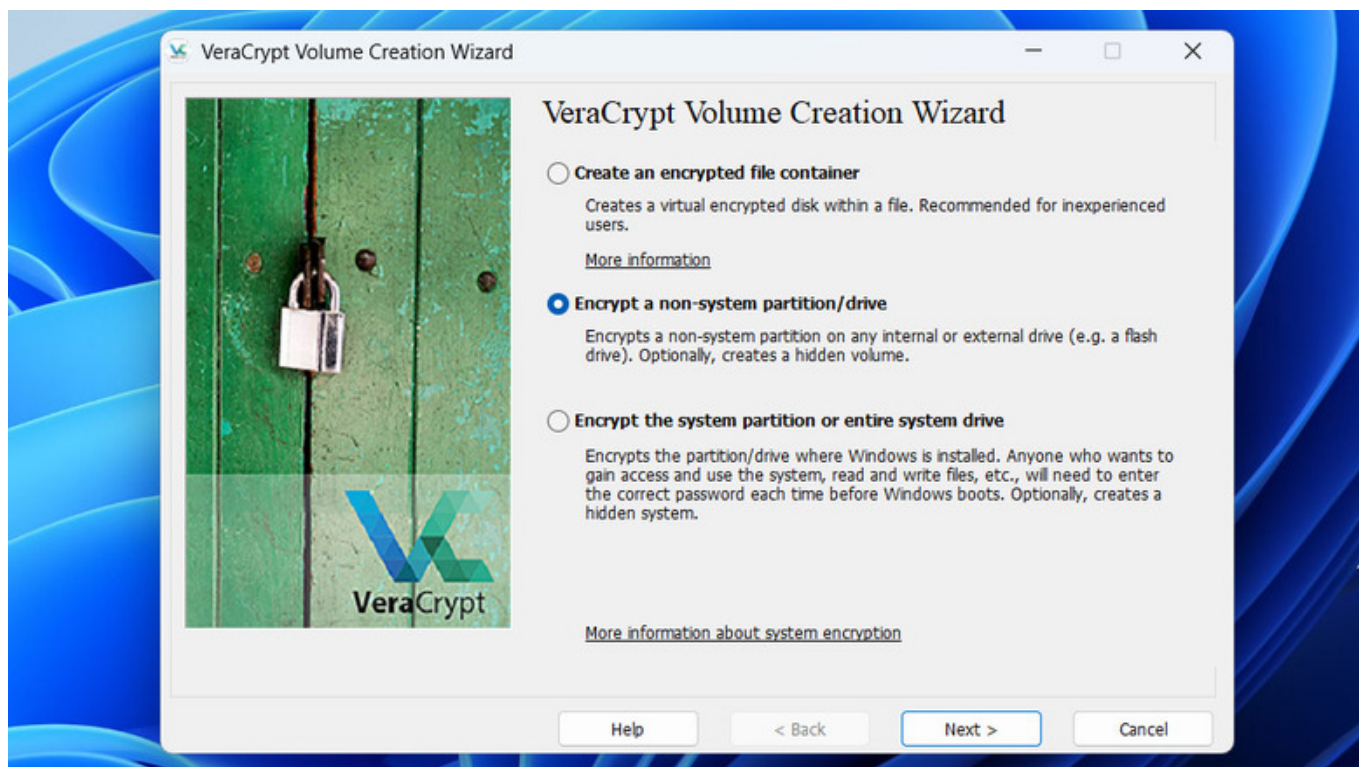 VeraCrypt Volume Creation Wizard
VeraCrypt Volume Creation Wizard
Create an encrypted file container
Creates a virtual encrypted disk within a file. Recommended for inexperienced
users.
More information
Encrypt a non-system partition/drive
Encrypts a non-system partition on any internal or external drive (e.g. a flash
drive). Optionally, creates a hidden volume.
Encrypt the system partition or entire system drive
Encrypts the partition/drive where Windows is installed. Anyone who wants to
gain access and use the system, read and write files, etc., will need to enter
the correct password each time before Windows boots. Optionally, creates a
hidden system.
VeraCrypt
More information about system encryption
Help
< Back
Next >
Cancel